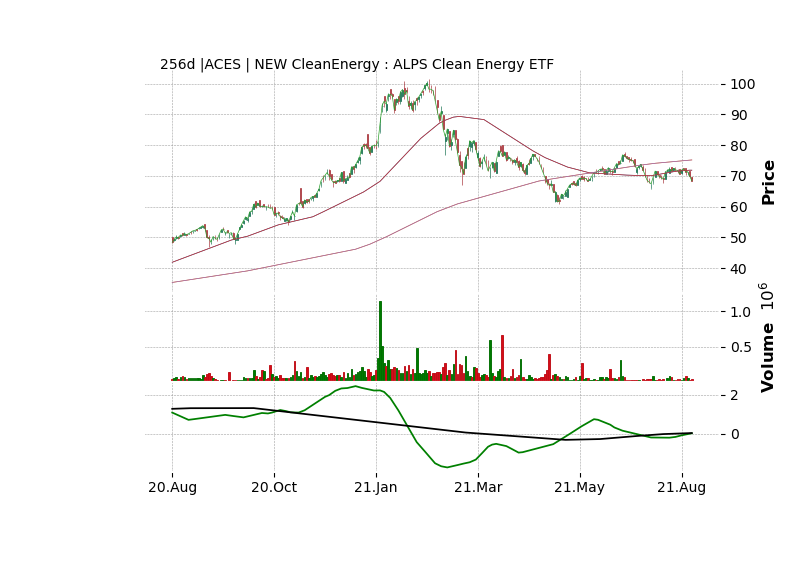 256d |ACES | NEW CleanEnergy : ALPS Clean Energy ETF
100
90
80
70
60
50
40
Price
1.0
0.5
Volume 10^6
2
0
20.Aug 20.Oct 21.Jan 21.Mar 21.May 21.Aug